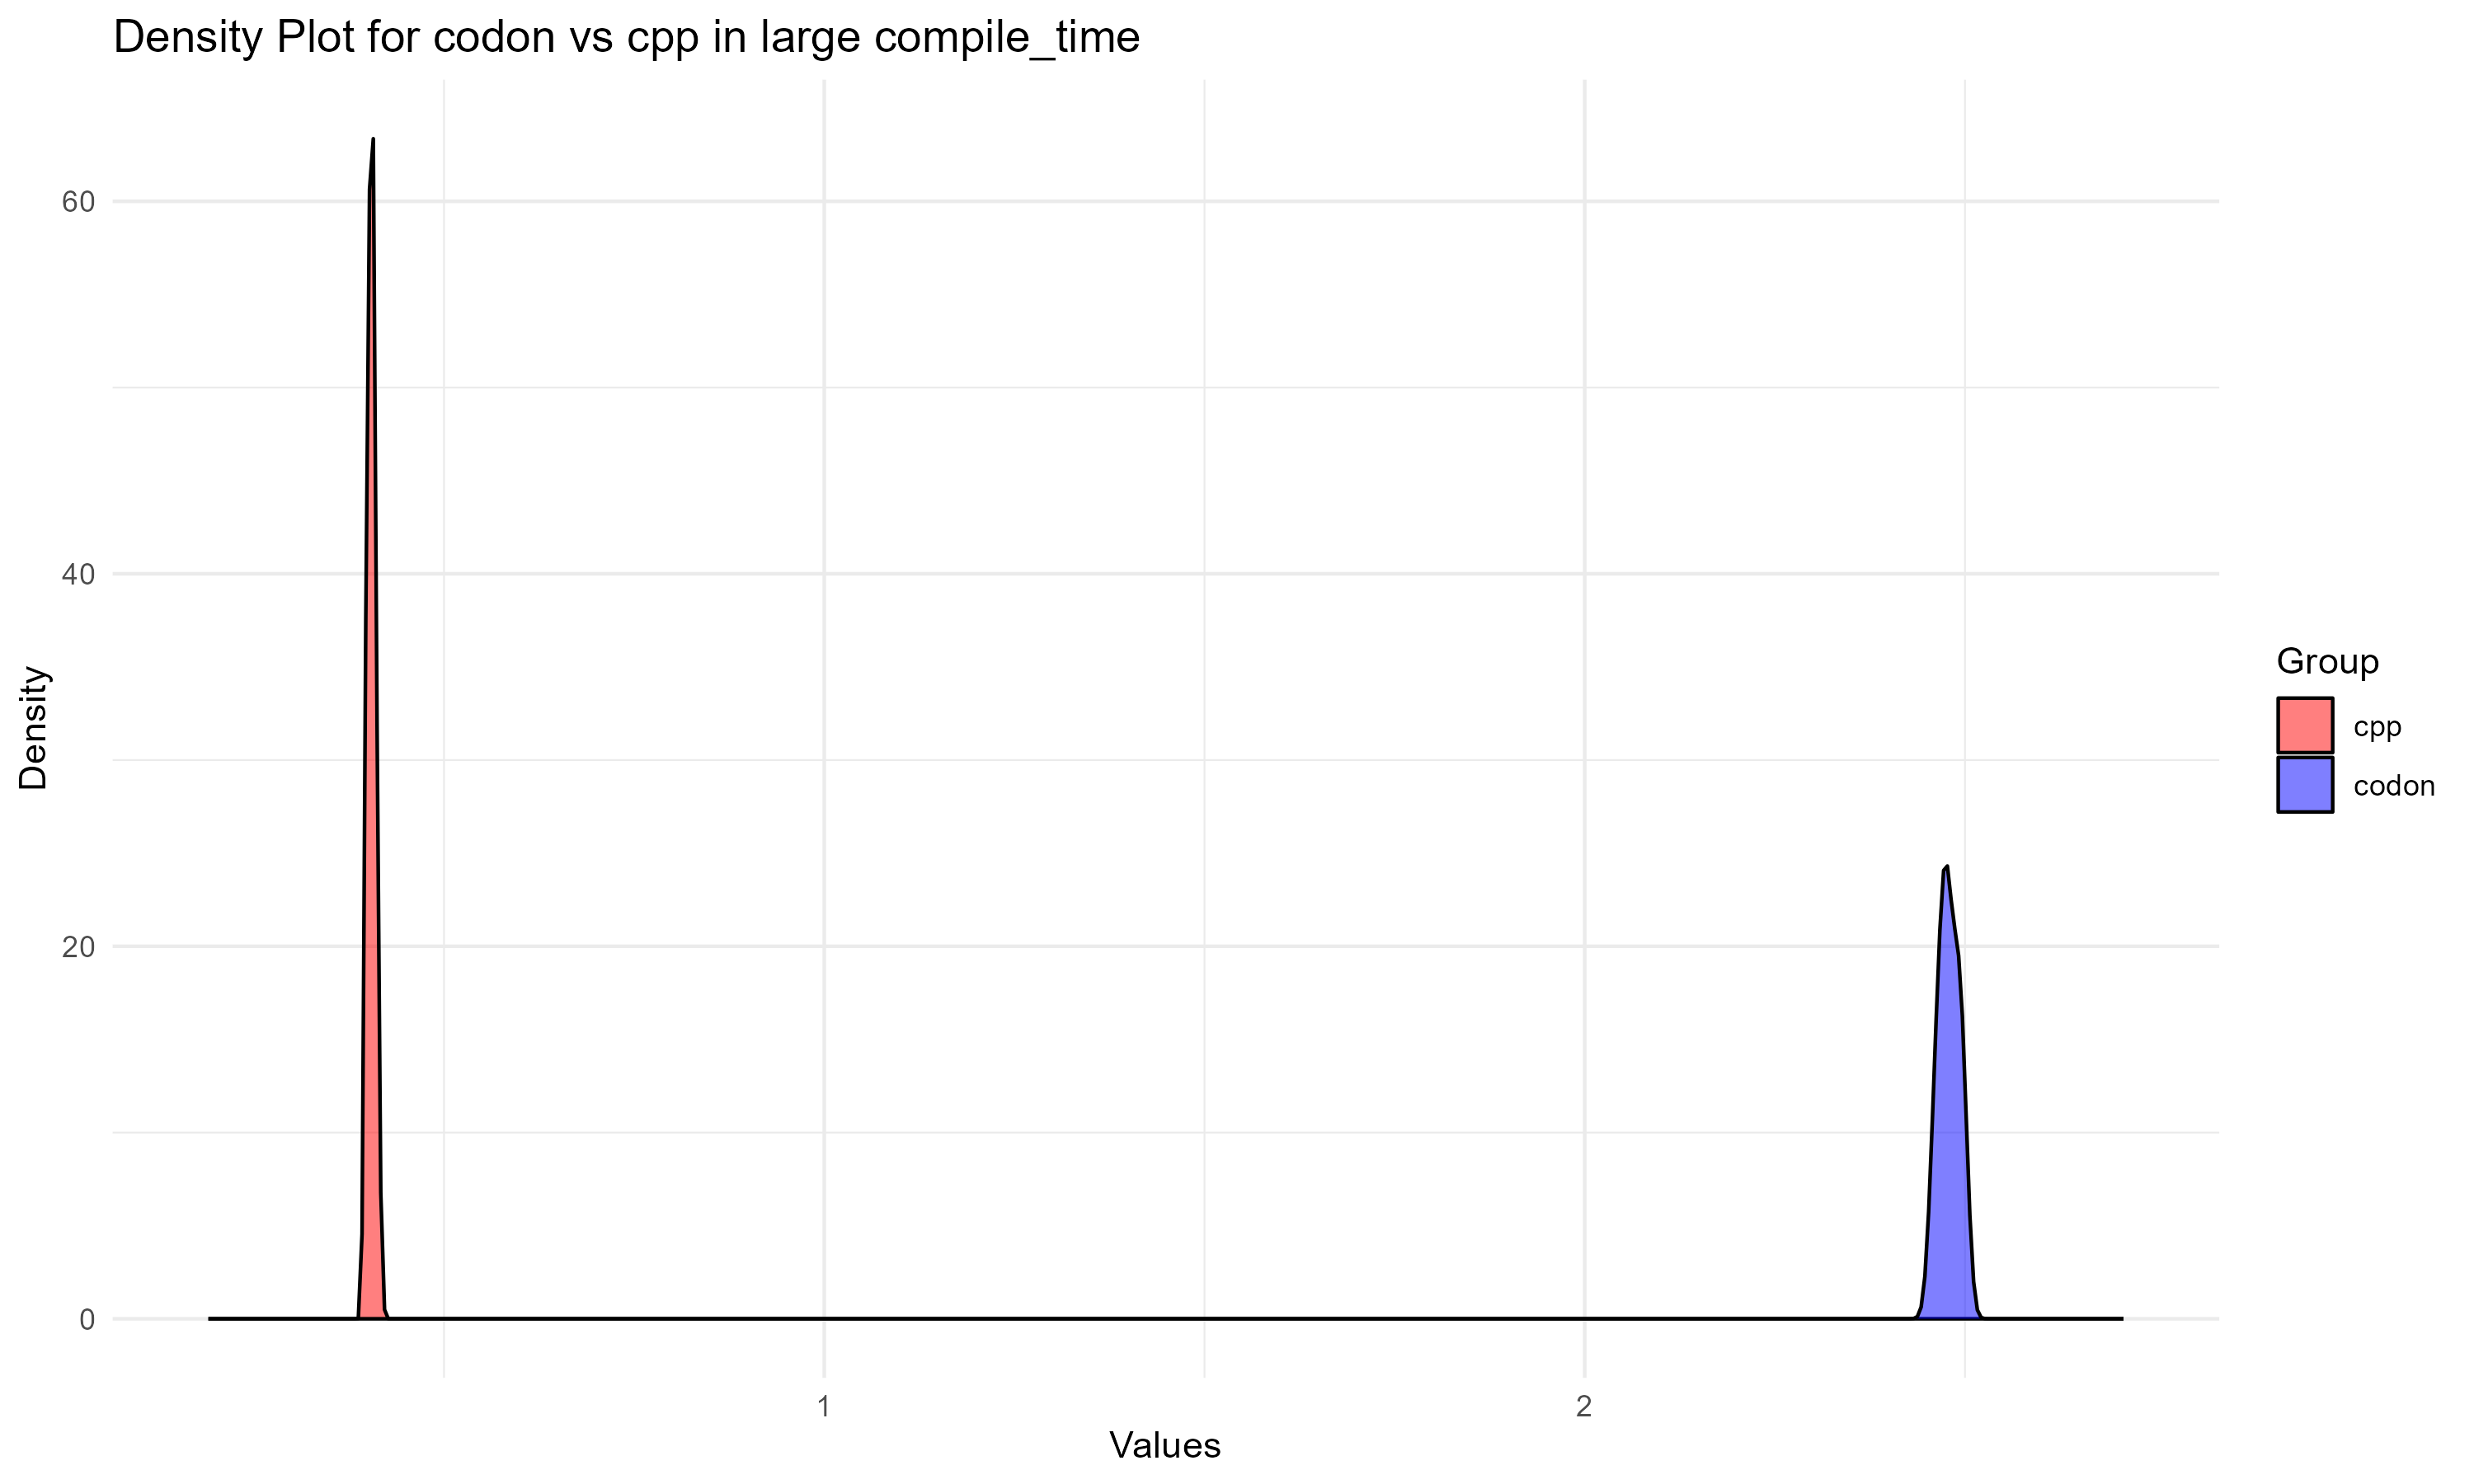 Density Plot for codon vs cpp in large compile_time
60
40
20
0
Density
1
2
Values
Group
cpp
codon